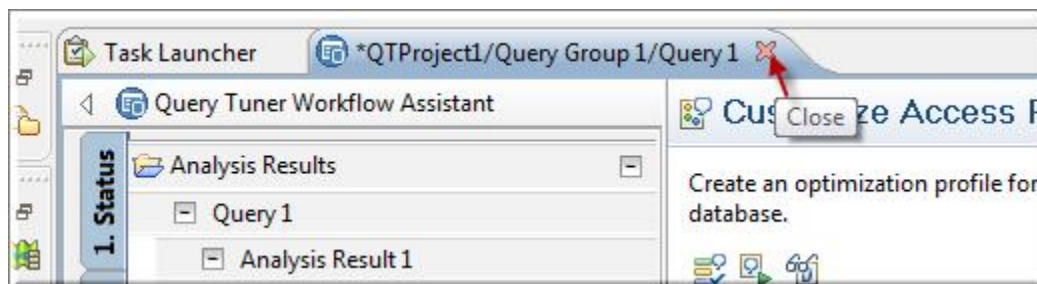 Task Launcher
*QTProject1/Query Group 1/Query 1
Query Tuner Workflow Assistant
1. Status
Analysis Results
Query 1
Analysis Result 1
Close
Create an optimization profile for
database.